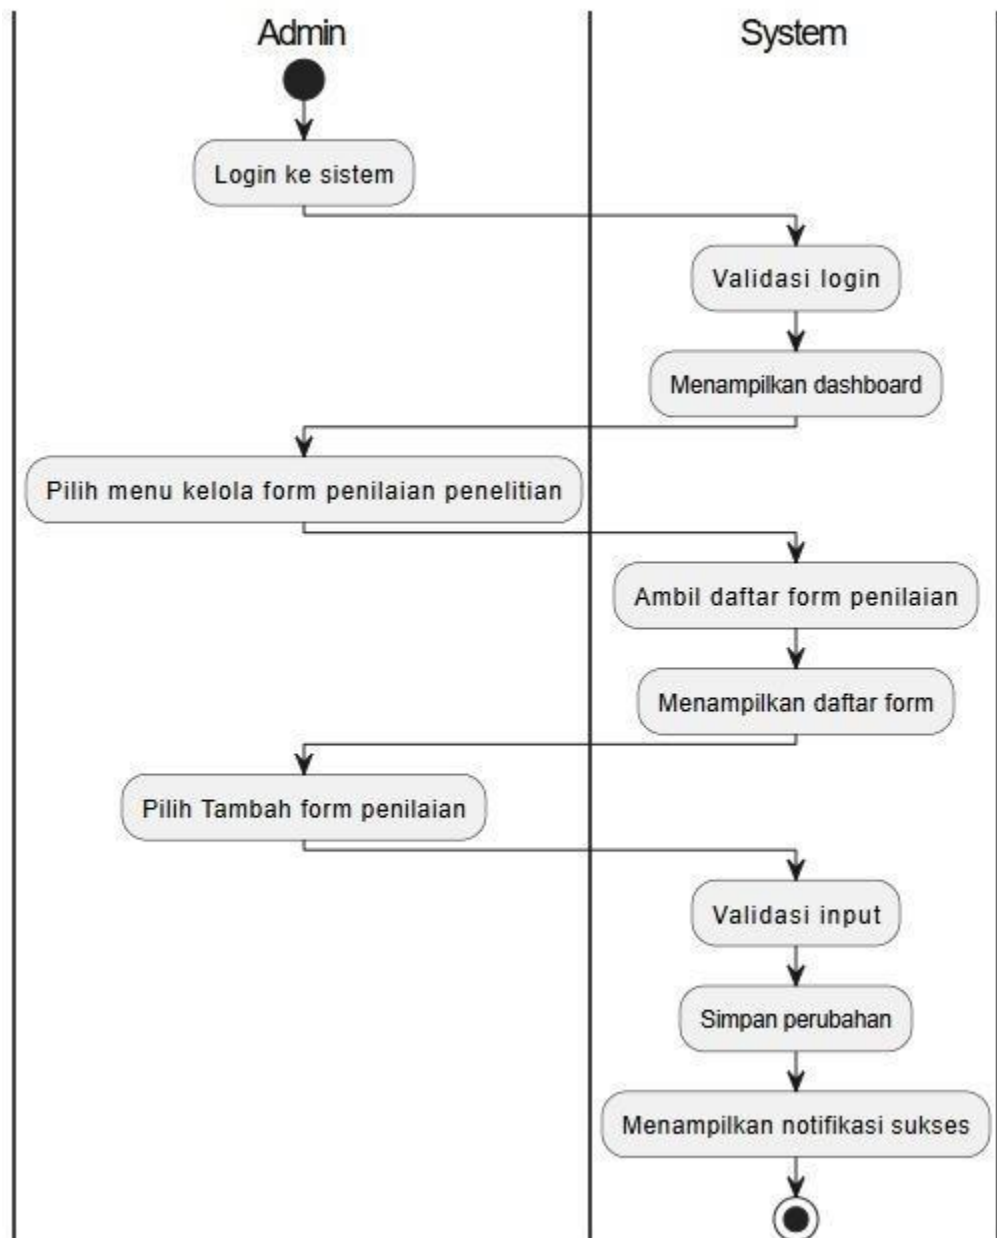 Admin
System
Login ke sistem
Validasi login
Menampilkan dashboard
Pilih menu kelola form penilaian penelitian
Ambil daftar form penilaian
Menampilkan daftar form
Pilih Tambah form penilaian
Validasi input
Simpan perubahan
Menampilkan notifikasi sukses